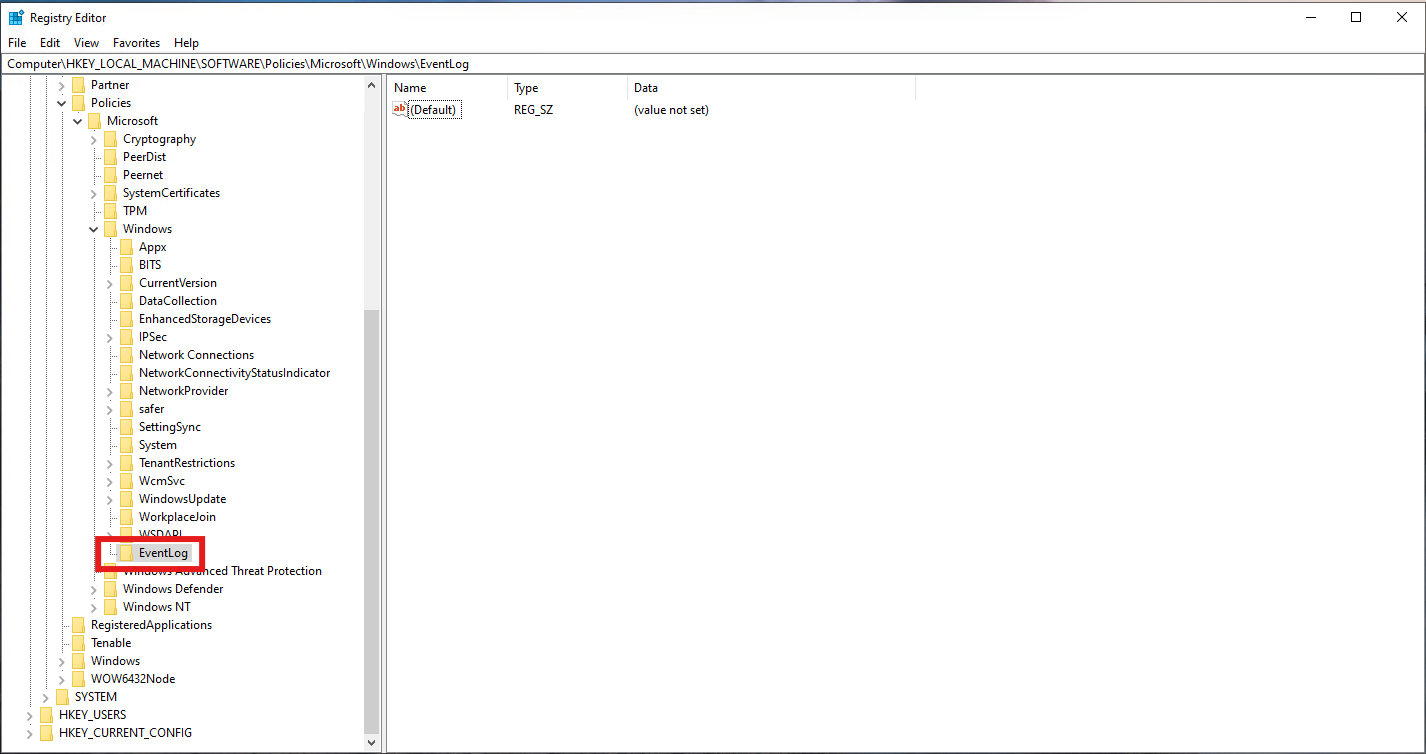 Registry Editor
File Edit View Favorites Help
Computer\HKEY_LOCAL_MACHINE\SOFTWARE\Policies\Microsoft\Windows\EventLog
Partner
Policies
Microsoft
Cryptography
PeerDist
Peernet
SystemCertificates
TPM
Windows
Appx
BITS
CurrentVersion
DataCollection
EnhancedStorageDevices
IPSec
Network Connections
NetworkConnectivityStatusIndicator
NetworkProvider
safer
SettingSync
System
TenantRestrictions
WcmSvc
WindowsUpdate
WorkplaceJoin
WSDAPI
EventLog
Windows Advanced Threat Protection
Windows Defender
Windows NT
RegisteredApplications
Tenable
Windows
WOW6432Node
SYSTEM
HKEY_USERS
HKEY_CURRENT_CONFIG
Name Type Data
ab (Default) REG_SZ (value not set)